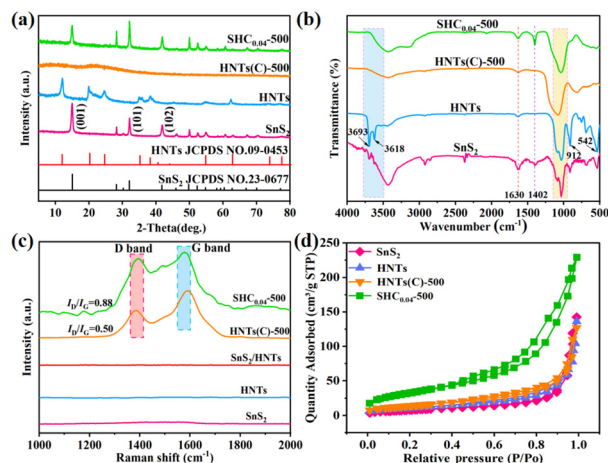 (a)
SHC0.04-500
HNTs(C)-500
HNTs
(001)
(101)
(102)
SnS2
HNTs JCPDS NO.09-0453
SnS2 JCPDS NO.23-0677
10 20 30 40 50 60 70 80
2-Theta(deg.)
Intensity(a.u.)
(b)
SHC0.04-500
HNTs(C)-500
HNTs
3693
3618
SnS2
912
542
1630 1402
4000 3500 3000 2500 2000 1500 1000 500
Wavenumber (cm-1)
Transmittance (%)
(c)
D band
G band
ID/IG=0.88
SHC0.04-500
ID/IG=0.50
HNTs(C)-500
SnS2/HNTs
HNTs
SnS2
1000 1200 1400 1600 1800 2000
Raman shift (cm-1)
Intensity (a.u.)
(d)
SnS2
HNTs
HNTs(C)-500
SHC0.04-500
250
200
150
100
50
0
0.0 0.2 0.4 0.6 0.8 1.0
Relative pressure (P/Po)
Quantity Adsorbed (cm3/g STP)